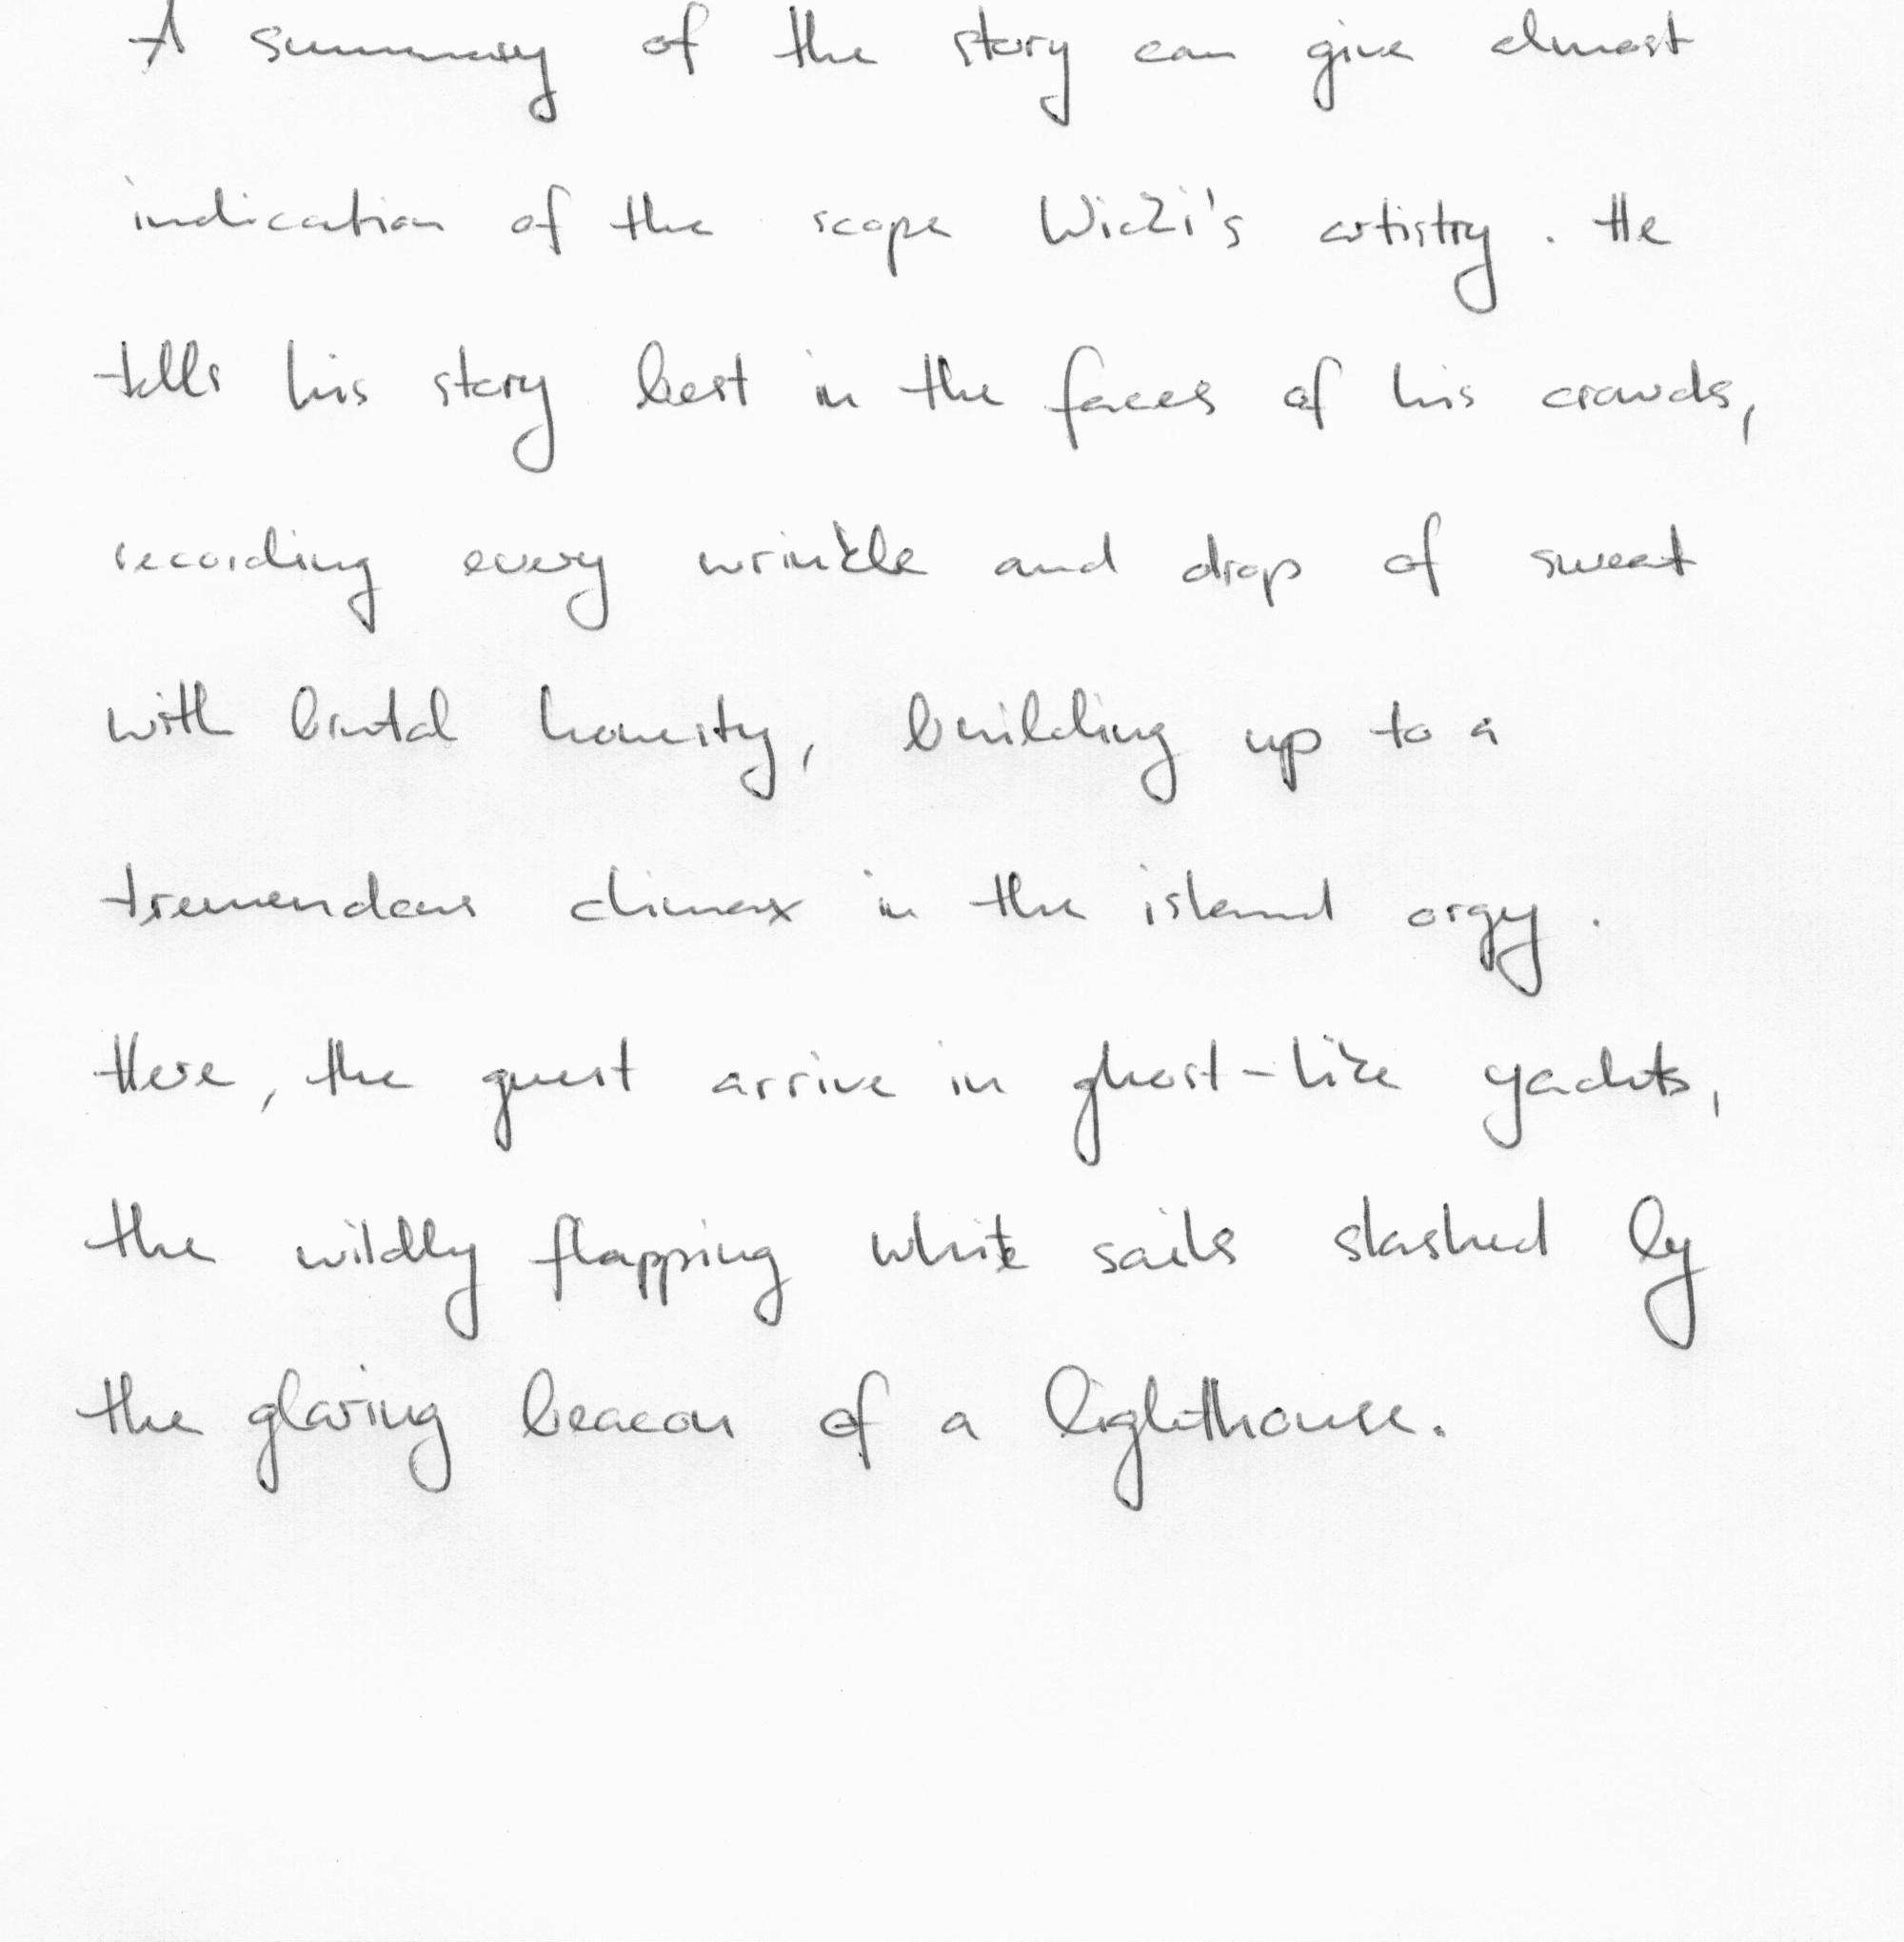 A summary of the story can give almost
indication of the scope Wicki's artistry. He
tells his story best in the faces of his crowds,
recording every wrinkle and drop of sweat
with brutal honesty, building up to a
tremendous climax in the island orgy.
Here, the guest arrive in ghost-like yachts,
the wildly flapping white sails slashed by
the glaring beacon of a lighthouse.